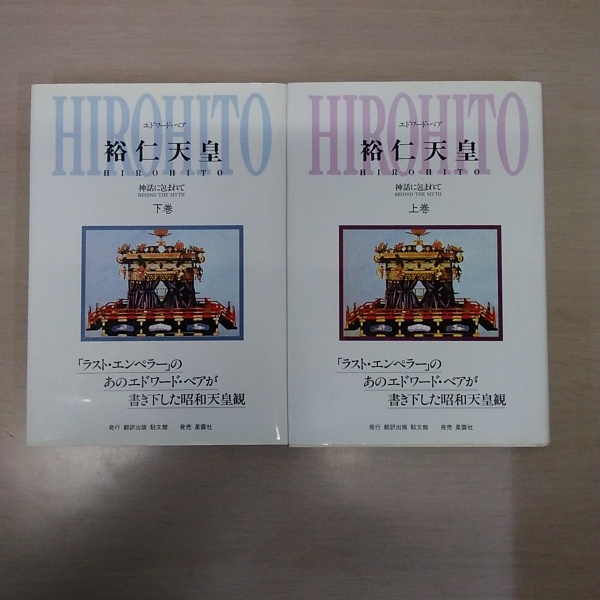 HIROHITO
エドワード・ベア
裕仁天皇
HIROHITO
神話に包まれて
BEHIND THE MYTH
下巻
「ラスト・エンペラー」の
あのエドワード・ベアが
書き下した昭和天皇観
発行 翻訳出版 駐文館 発売 星雲社
HIROHITO
エドワード・ベア
裕仁天皇
HIROHITO
神話に包まれて
BEHIND THE MYTH
上巻
「ラスト・エンペラー」の
あのエドワード・ベアが
書き下した昭和天皇観
発行 翻訳出版 駐文館 発売 星雲社